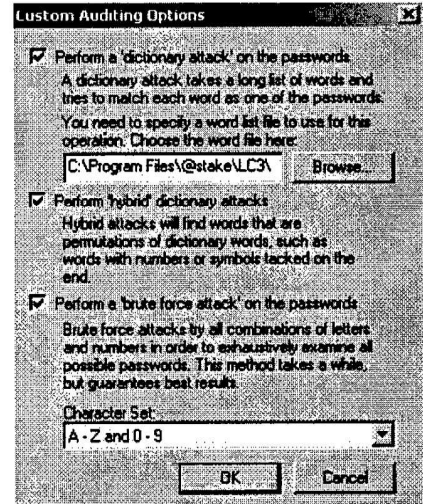 Custom Auditing Options
Perform a 'dictionary attack' on the passwords
A dictionary attack takes a long list of words and
tries to match each word as one of the passwords.
You need to specify a word list file to use for this
operation. Choose the word file here:
C:\Program Files\@stake\LC3\
Browse...
Perform 'hybrid' dictionary attacks
Hybrid attacks will find words that are
permutations of dictionary words, such as
words with numbers or symbols tacked on the
end.
Perform a 'brute force attack' on the passwords
Brute force attacks try all combinations of letters
and numbers in order to exhaustively examine all
possible passwords. This method takes a while,
but guarantees best results.
Character Set:
A - Z and 0 - 9
OK
Cancel